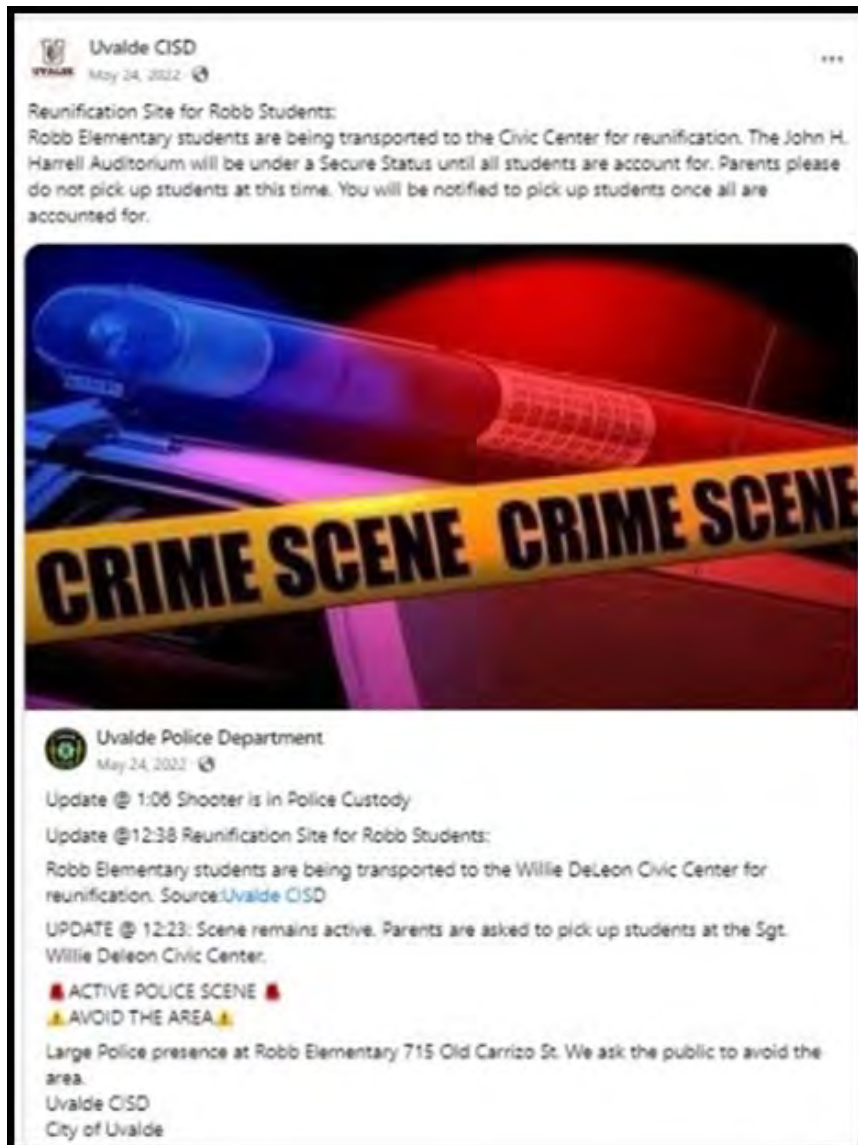 Uvalde CISD
UVALDE
May 24, 2022
Reunification Site for Robb Students:
Robb Elementary students are being transported to the Civic Center for reunification. The John H.
Harrell Auditorium will be under a Secure Status until all students are account for. Parents please
do not pick up students at this time. You will be notified to pick up students once all are
accounted for.
CRIME SCENE CRIME SCENE
Uvalde Police Department
May 24, 2022
Update @ 1:06 Shooter is in Police Custody
Update @12:38 Reunification Site for Robb Students:
Robb Elementary students are being transported to the Willie DeLeon Civic Center for
reunification. Source:Uvalde CISD
UPDATE @ 12:23: Scene remains active. Parents are asked to pick up students at the Sgt.
Willie Deleon Civic Center.
🚨 ACTIVE POLICE SCENE 🚨
⚠️AVOID THE AREA⚠️
Large Police presence at Robb Elementary 715 Old Carrizo St. We ask the public to avoid the
area.
Uvalde CISD
City of Uvalde